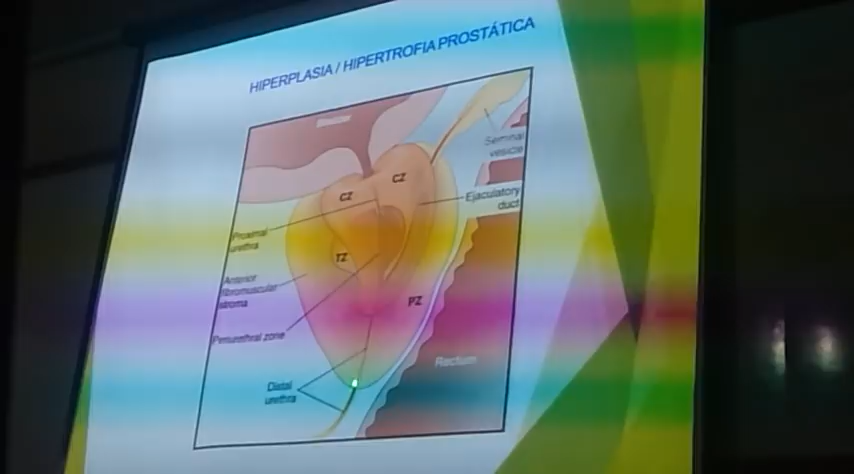 HIPERPLASIA / HIPERTROFIA PROSTÁTICA
Seminal
vesicle
CZ
CZ
Ejaculatory
duct
Proximal
urethra
TZ
Anterior
fibromuscular
stroma
PZ
Periurethral zone
Rectum
Distal
urethra